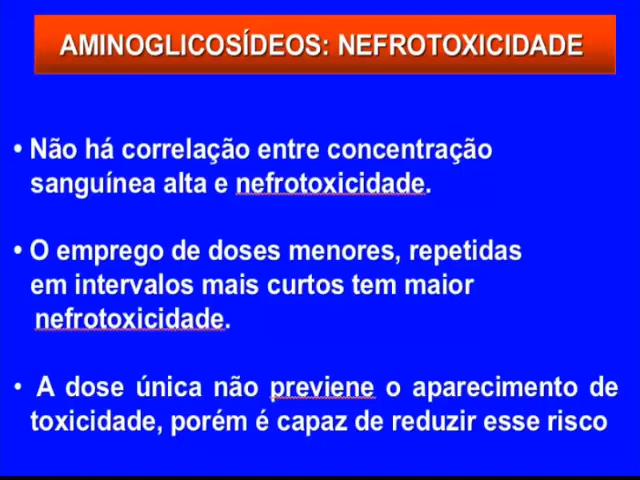 AMINOGLICOSÍDEOS: NEFROTOXICIDADE
• Não há correlação entre concentração
sanguínea alta e nefrotoxicidade.
• O emprego de doses menores, repetidas
em intervalos mais curtos tem maior
nefrotoxicidade.
• A dose única não previene o aparecimento de
toxicidade, porém é capaz de reduzir esse risco